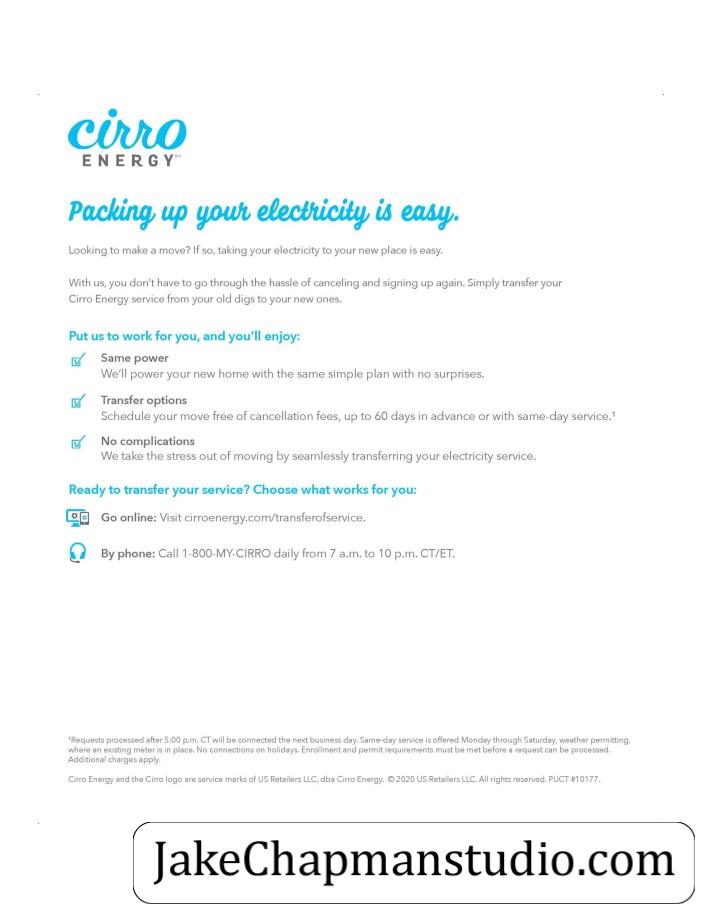 cirro
ENERGY℠
Packing up your electricity is easy.
Looking to make a move? If so, taking your electricity to your new place is easy.
With us, you don't have to go through the hassle of canceling and signing up again. Simply transfer your
Cirro Energy service from your old digs to your new ones.
Put us to work for you, and you'll enjoy:
Same power
We'll power your new home with the same simple plan with no surprises.
Transfer options
Schedule your move free of cancellation fees, up to 60 days in advance or with same-day service.¹
No complications
We take the stress out of moving by seamlessly transferring your electricity service.
Ready to transfer your service? Choose what works for you:
Go online: Visit cirroenergy.com/transferofservice.
By phone: Call 1-800-MY-CIRRO daily from 7 a.m. to 10 p.m. CT/ET.
¹Requests processed after 5:00 p.m. CT will be connected the next business day. Same-day service is offered Monday through Saturday, weather permitting,
where an existing meter is in place. No connections on holidays. Enrollment and permit requirements must be met before a request can be processed.
Additional charges apply.
Cirro Energy and the Cirro logo are service marks of US Retailers LLC, dba Cirro Energy. © 2020 US Retailers LLC. All rights reserved. PUCT #10177.
JakeChapmanstudio.com